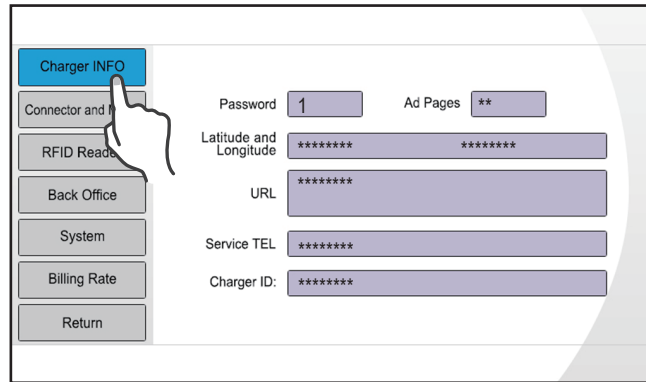 Charger INFO
Connector and M
RFID Reade
Back Office
System
Billing Rate
Return
Password 1 Ad Pages **
Latitude and
Longitude ******** ********
URL ********
Service TEL ********
Charger ID: ********